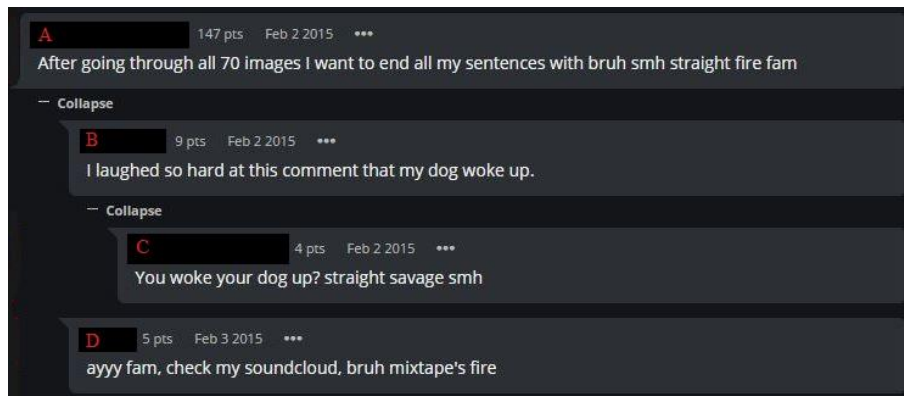 A 147 pts Feb 2 2015 •••
After going through all 70 images I want to end all my sentences with bruh smh straight fire fam
— Collapse
B 9 pts Feb 2 2015 •••
I laughed so hard at this comment that my dog woke up.
— Collapse
C 4 pts Feb 2 2015 •••
You woke your dog up? straight savage smh
D 5 pts Feb 3 2015 •••
ayyy fam, check my soundcloud, bruh mixtape's fire